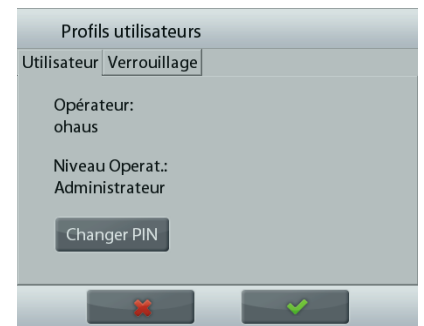 Profils utilisateurs
Utilisateur Verrouillage
Opérateur:
ohaus
Niveau Operat.:
Administrateur
Changer PIN